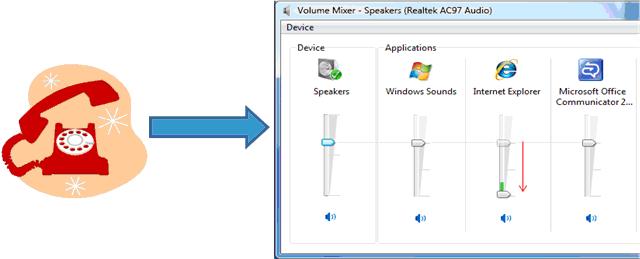 Volume Mixer - Speakers (Realtek AC97 Audio)
Device
Device
Applications
Speakers
Windows Sounds
Internet Explorer
Microsoft Office
Communicator 2...